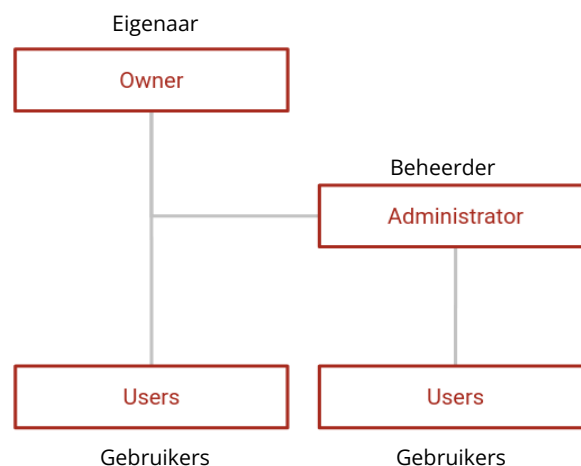 Eigenaar
Owner
Beheerder
Administrator
Users
Users
Gebruikers
Gebruikers